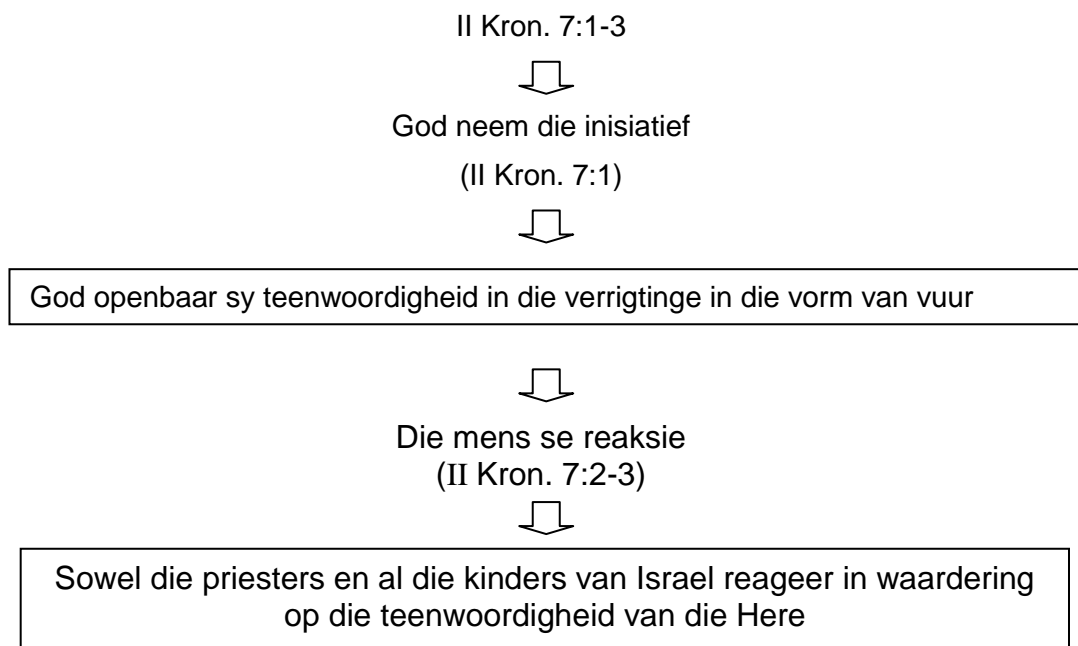 II Kron. 7:1-3
God neem die inisiatief
(II Kron. 7:1)
God openbaar sy teenwoordigheid in die verrigtinge in die vorm van vuur
Die mens se reaksie
(II Kron. 7:2-3)
Sowel die priesters en al die kinders van Israel reageer in waardering
op die teenwoordigheid van die Here